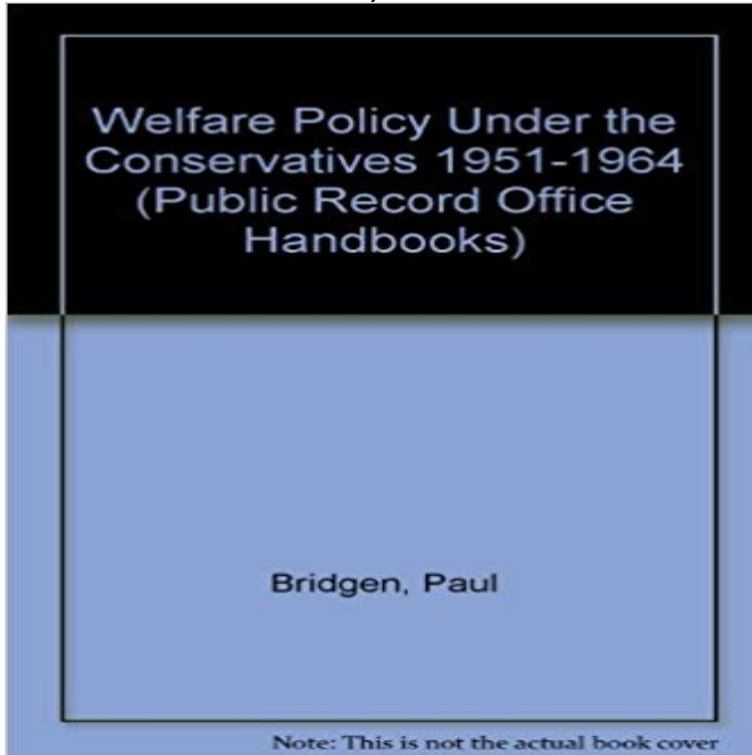 Welfare Policy Under the
Conservatives 1951-1964
(Public Record Office
Handbooks)
Bridgen, Paul
Note: This is not the actual book cover